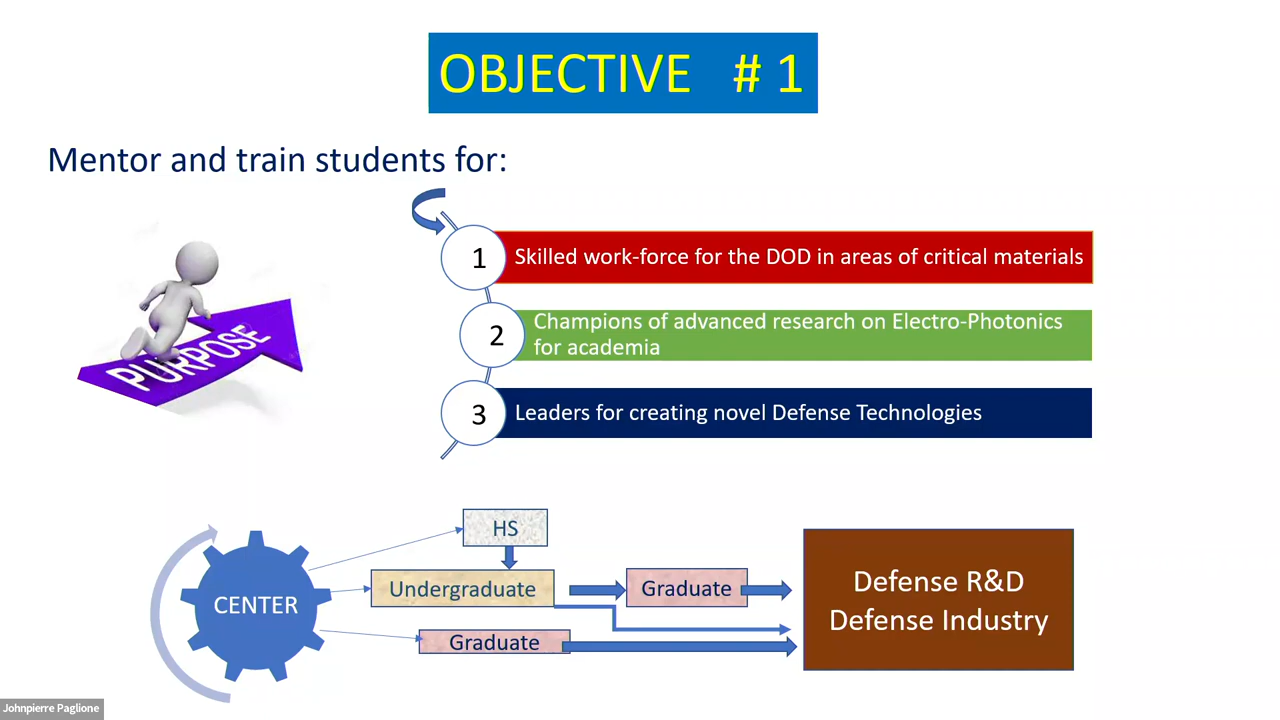 OBJECTIVE # 1
Mentor and train students for:
1
Skilled work-force for the DOD in areas of critical materials
2
Champions of advanced research on Electro-Photonics
for academia
3
Leaders for creating novel Defense Technologies
PURPOSE
CENTER
HS
Undergraduate
Graduate
Graduate
Defense R&D
Defense Industry
Johnpierre Paglione